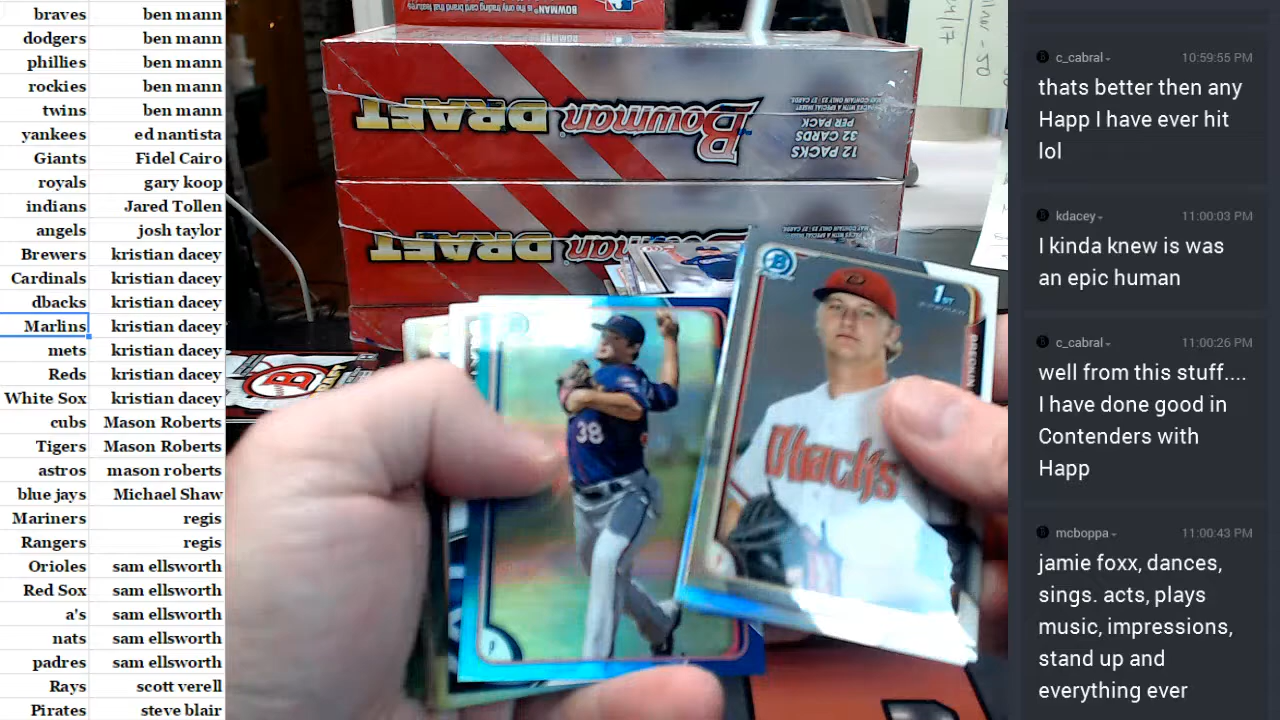 braves ben mann
dodgers ben mann
phillies ben mann
rockies ben mann
twins ben mann
yankees ed nantista
Giants Fidel Cairo
royals gary koop
indians Jared Tollen
angels josh taylor
Brewers kristian dacey
Cardinals kristian dacey
dbacks kristian dacey
Marlins kristian dacey
mets kristian dacey
Reds kristian dacey
White Sox kristian dacey
cubs Mason Roberts
Tigers Mason Roberts
astros mason roberts
blue jays Michael Shaw
Mariners regis
Rangers regis
Orioles sam ellsworth
Red Sox sam ellsworth
a's sam ellsworth
nats sam ellsworth
padres sam ellsworth
Rays scott verell
Pirates steve blair
Bowman DRAFT
12 PACKS
32 CARDS
PER PACK
Bowman DRAFT
38
B
1ST
BOWMAN
Dbacks
c_cabral 10:59:55 PM
thats better then any
Happ I have ever hit
lol
kdacey 11:00:03 PM
I kinda knew is was
an epic human
c_cabral 11:00:26 PM
well from this stuff....
I have done good in
Contenders with
Happ
mcboppa 11:00:43 PM
jamie foxx, dances,
sings. acts, plays
music, impressions,
stand up and
everything ever